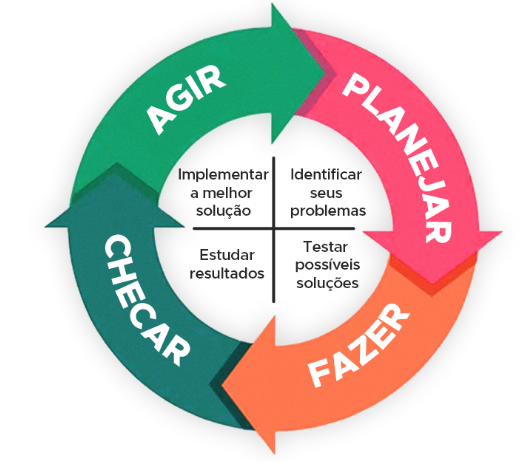 AGIR
PLANEJAR
FAZER
CHECAR
Implementar
a melhor
solução
Identificar
seus
problemas
Estudar
resultados
Testar
possíveis
soluções